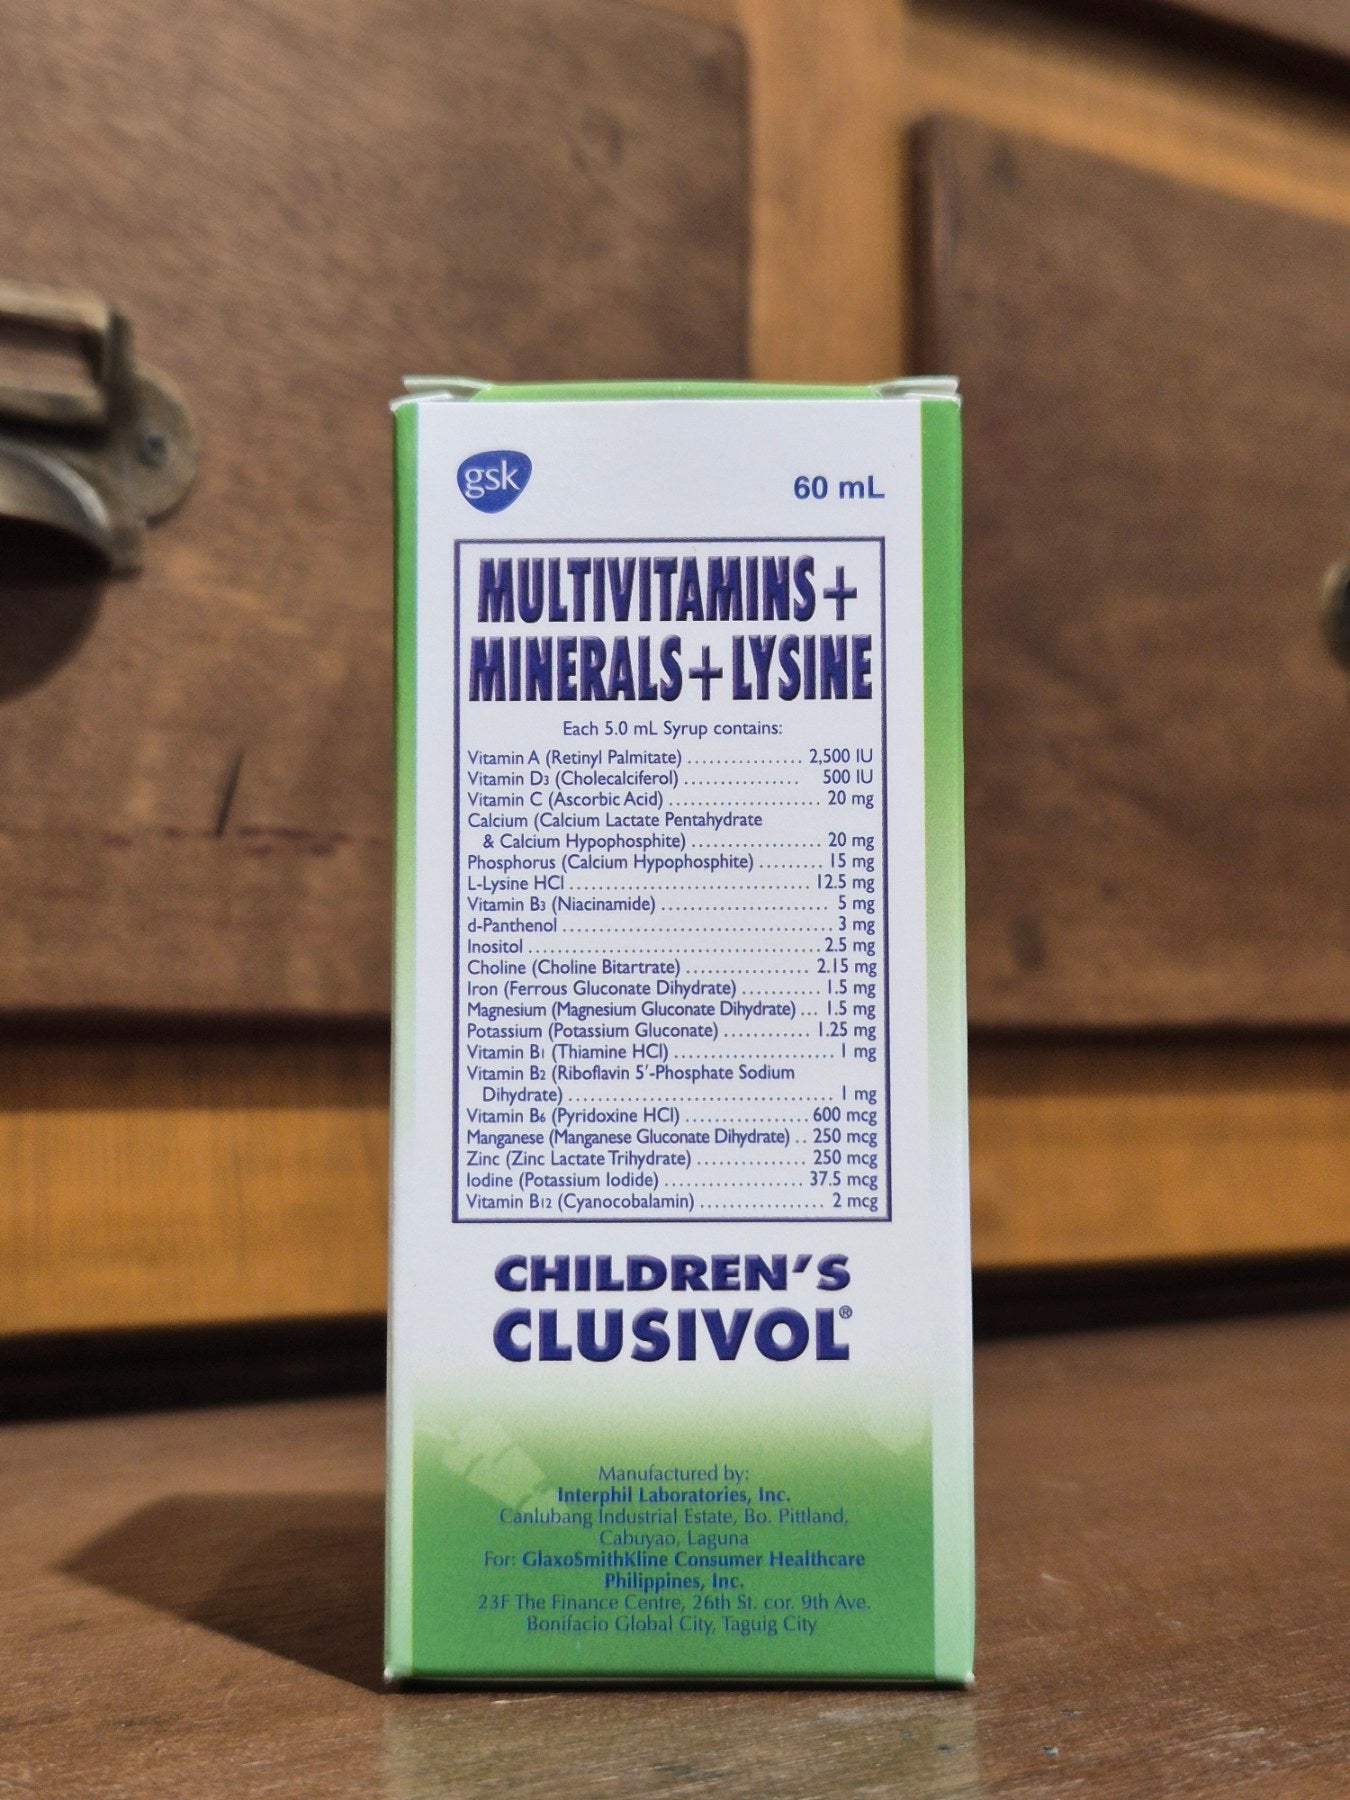 gsk
60 mL
MULTIVITAMINS+
MINERALS+LYSINE
Each 5.0 mL Syrup contains:
Vitamin A (Retinyl Palmitate) ................ 2,500 IU
Vitamin D3 (Cholecalciferol) ................ 500 IU
Vitamin C (Ascorbic Acid) ..................... 20 mg
Calcium (Calcium Lactate Pentahydrate
& Calcium Hypophosphite) .................. 20 mg
Phosphorus (Calcium Hypophosphite) ......... 15 mg
L-Lysine HCl ................................. 12.5 mg
Vitamin B3 (Niacinamide) ....................... 5 mg
d-Panthenol ..................................... 3 mg
Inositol ........................................ 2.5 mg
Choline (Choline Bitartrate) ................. 2.15 mg
Iron (Ferrous Gluconate Dihydrate) ........... 1.5 mg
Magnesium (Magnesium Gluconate Dihydrate) ... 1.5 mg
Potassium (Potassium Gluconate) ............ 1.25 mg
Vitamin B1 (Thiamine HCl) ...................... 1 mg
Vitamin B2 (Riboflavin 5'-Phosphate Sodium
Dihydrate) .................................... 1 mg
Vitamin B6 (Pyridoxine HCl) ................. 600 mcg
Manganese (Manganese Gluconate Dihydrate) .. 250 mcg
Zinc (Zinc Lactate Trihydrate) ............... 250 mcg
Iodine (Potassium Iodide) .................... 37.5 mcg
Vitamin B12 (Cyanocobalamin) ................. 2 mcg
CHILDREN'S
CLUSIVOL®
Manufactured by:
Interphil Laboratories, Inc.
Canlubang Industrial Estate, Bo. Pittland,
Cabuyao, Laguna
For: GlaxoSmithKline Consumer Healthcare
Philippines, Inc.
23F The Finance Centre, 26th St. cor. 9th Ave.
Bonifacio Global City, Taguig City